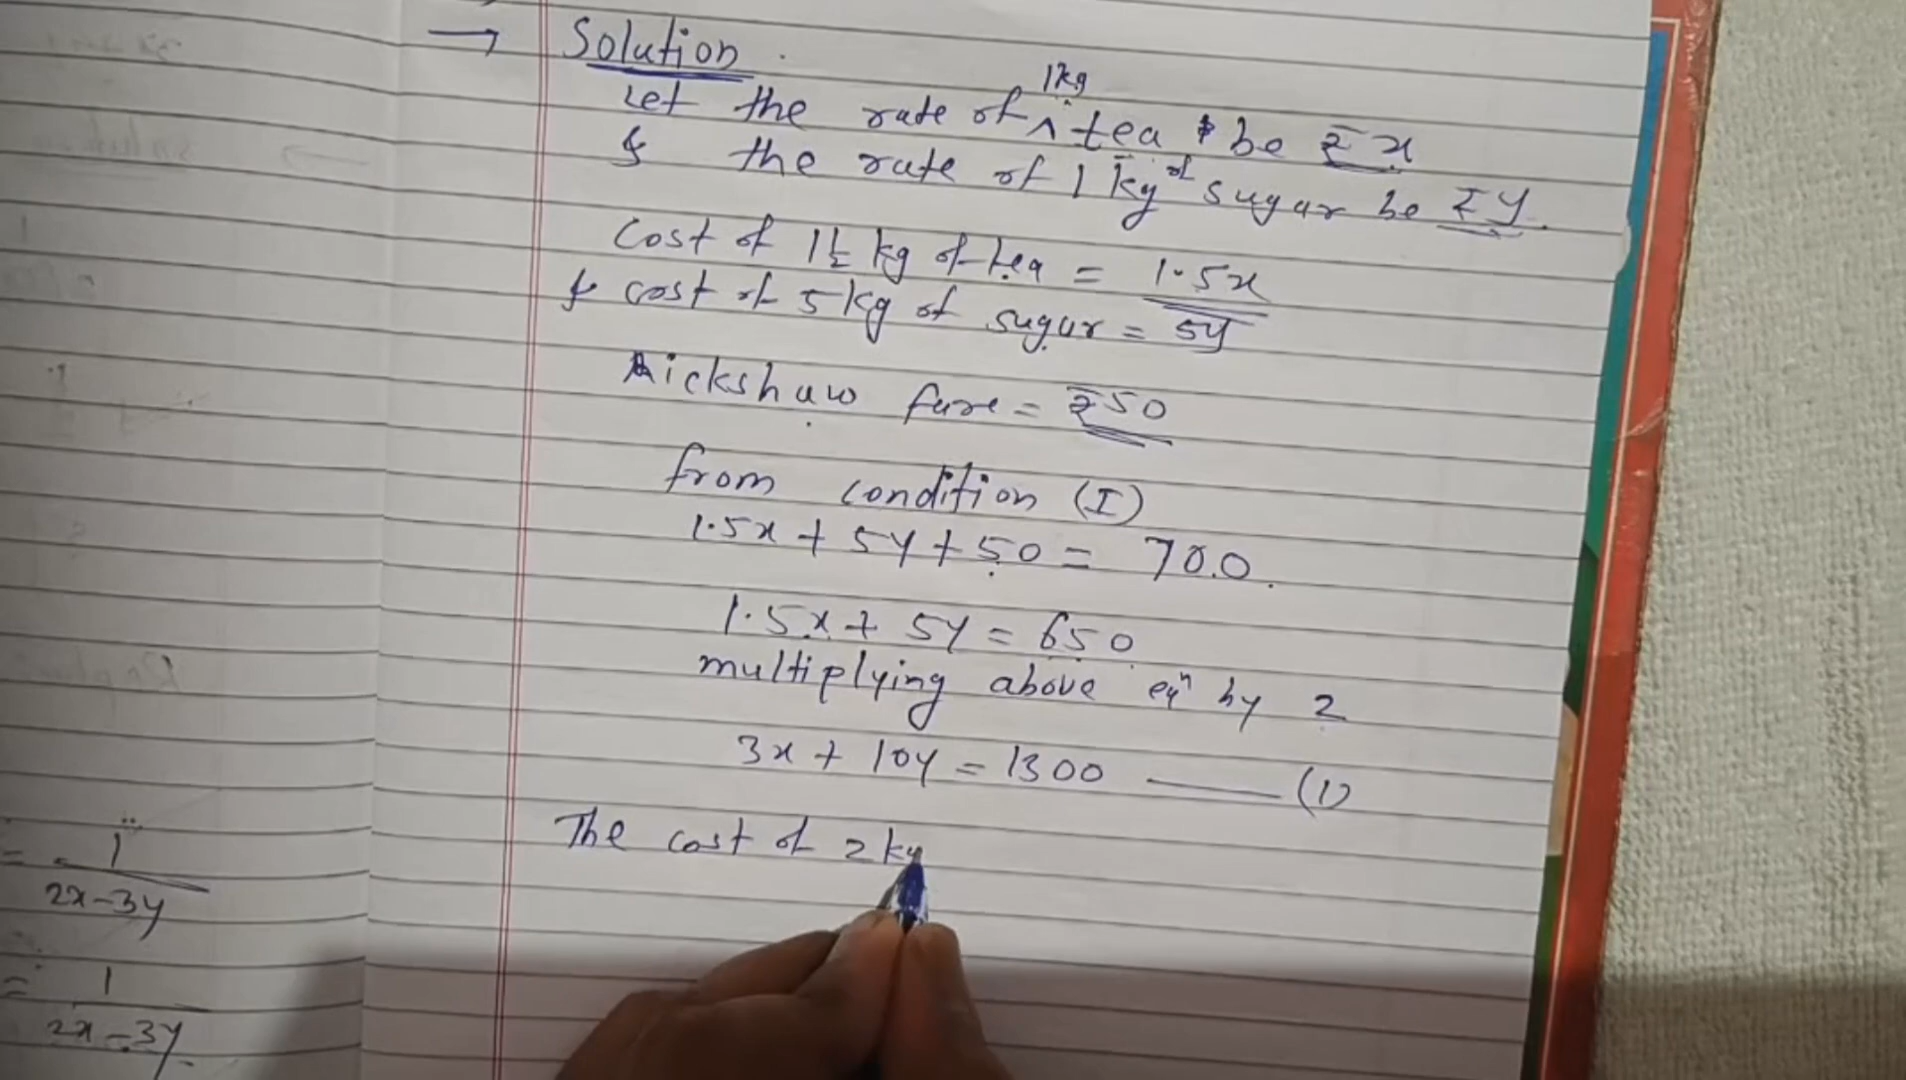 → Solution.
Let the rate of 1kg tea be ₹ x
& the rate of 1 kg of sugar be ₹ y.
Cost of 1½ kg of tea = 1.5x
& cost of 5 kg of sugar = 5y
Rickshaw fare = ₹50
from condition (I)
1.5x + 5y + 50 = 700.
1.5x + 5y = 650
multiplying above eqⁿ by 2
3x + 10y = 1300 —— (1)
The cost of 2 kg
= 1
2x-3y
= 1
2x-3y